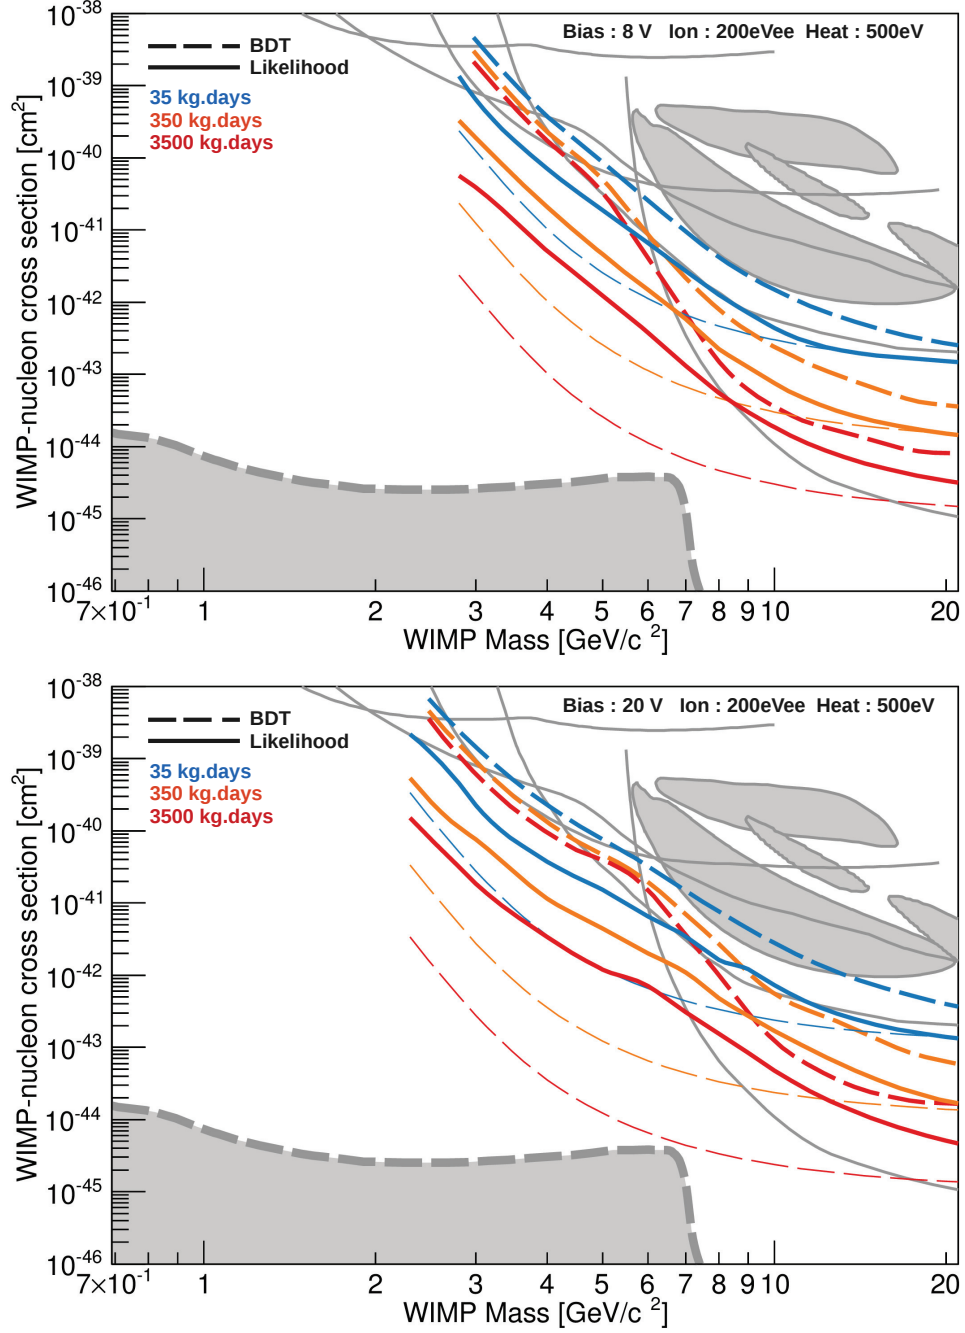 Bias : 8 V Ion : 200eVee Heat : 500eV
BDT
Likelihood
35 kg.days
350 kg.days
3500 kg.days
WIMP-nucleon cross section [cm²]
10⁻³⁸
10⁻³⁹
10⁻⁴⁰
10⁻⁴¹
10⁻⁴²
10⁻⁴³
10⁻⁴⁴
10⁻⁴⁵
10⁻⁴⁶
7×10⁻¹ 1 2 3 4 5 6 7 8 9 10 20
WIMP Mass [GeV/c ²]
Bias : 20 V Ion : 200eVee Heat : 500eV
BDT
Likelihood
35 kg.days
350 kg.days
3500 kg.days
WIMP-nucleon cross section [cm²]
10⁻³⁸
10⁻³⁹
10⁻⁴⁰
10⁻⁴¹
10⁻⁴²
10⁻⁴³
10⁻⁴⁴
10⁻⁴⁵
10⁻⁴⁶
7×10⁻¹ 1 2 3 4 5 6 7 8 9 10 20
WIMP Mass [GeV/c ²]